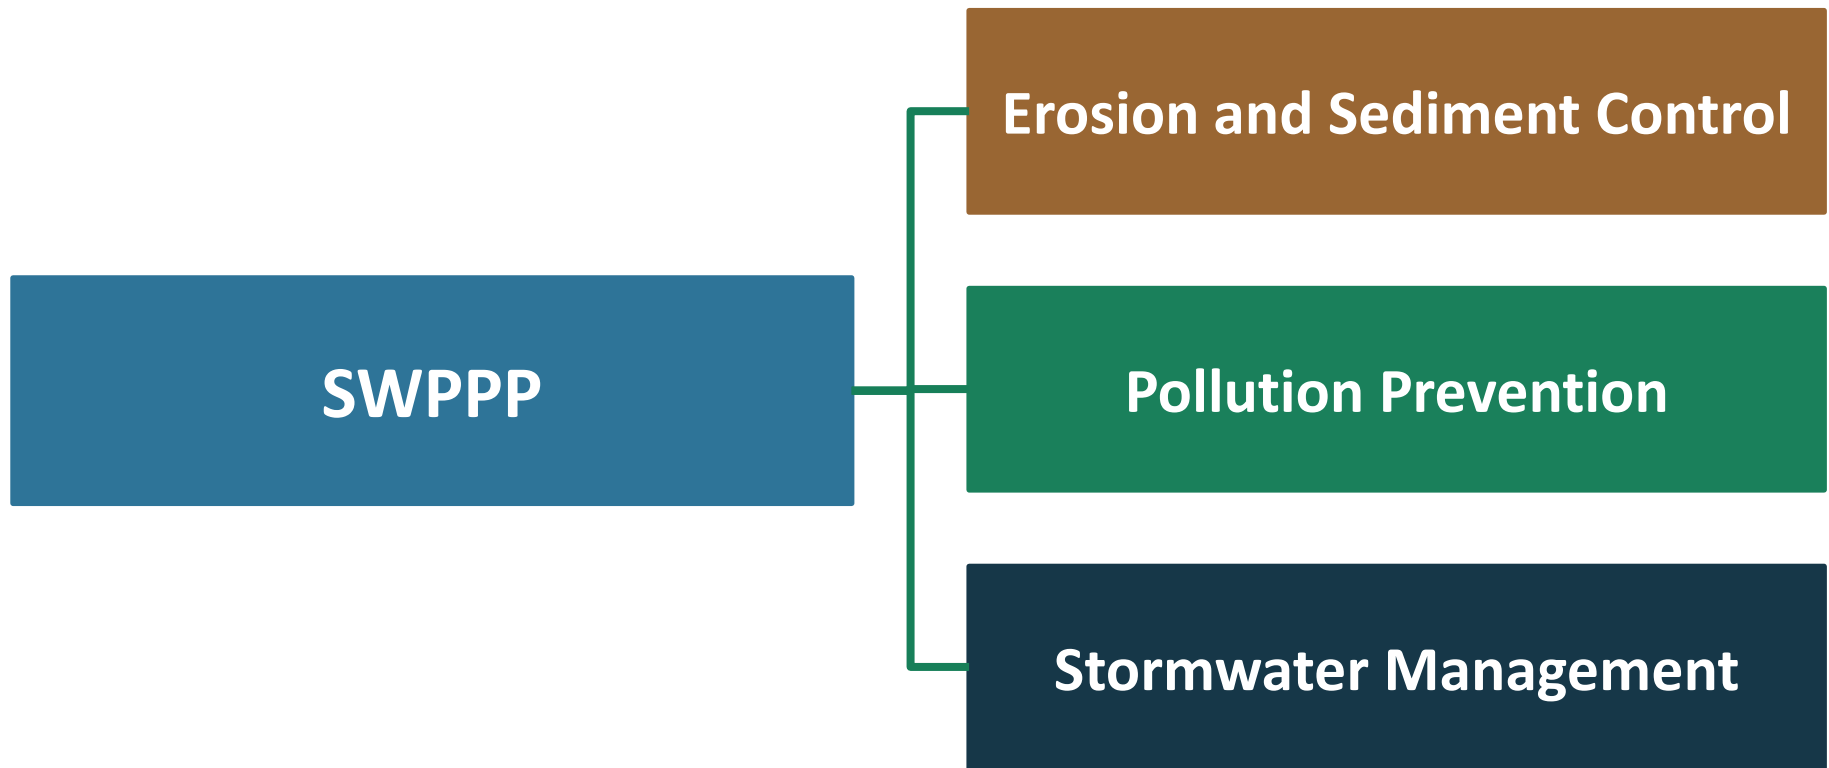 Erosion and Sediment Control
SWPPP
Pollution Prevention
Stormwater Management